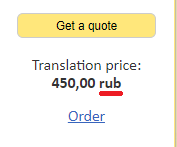 Get a quote
Translation price:
450,00 rub
Order